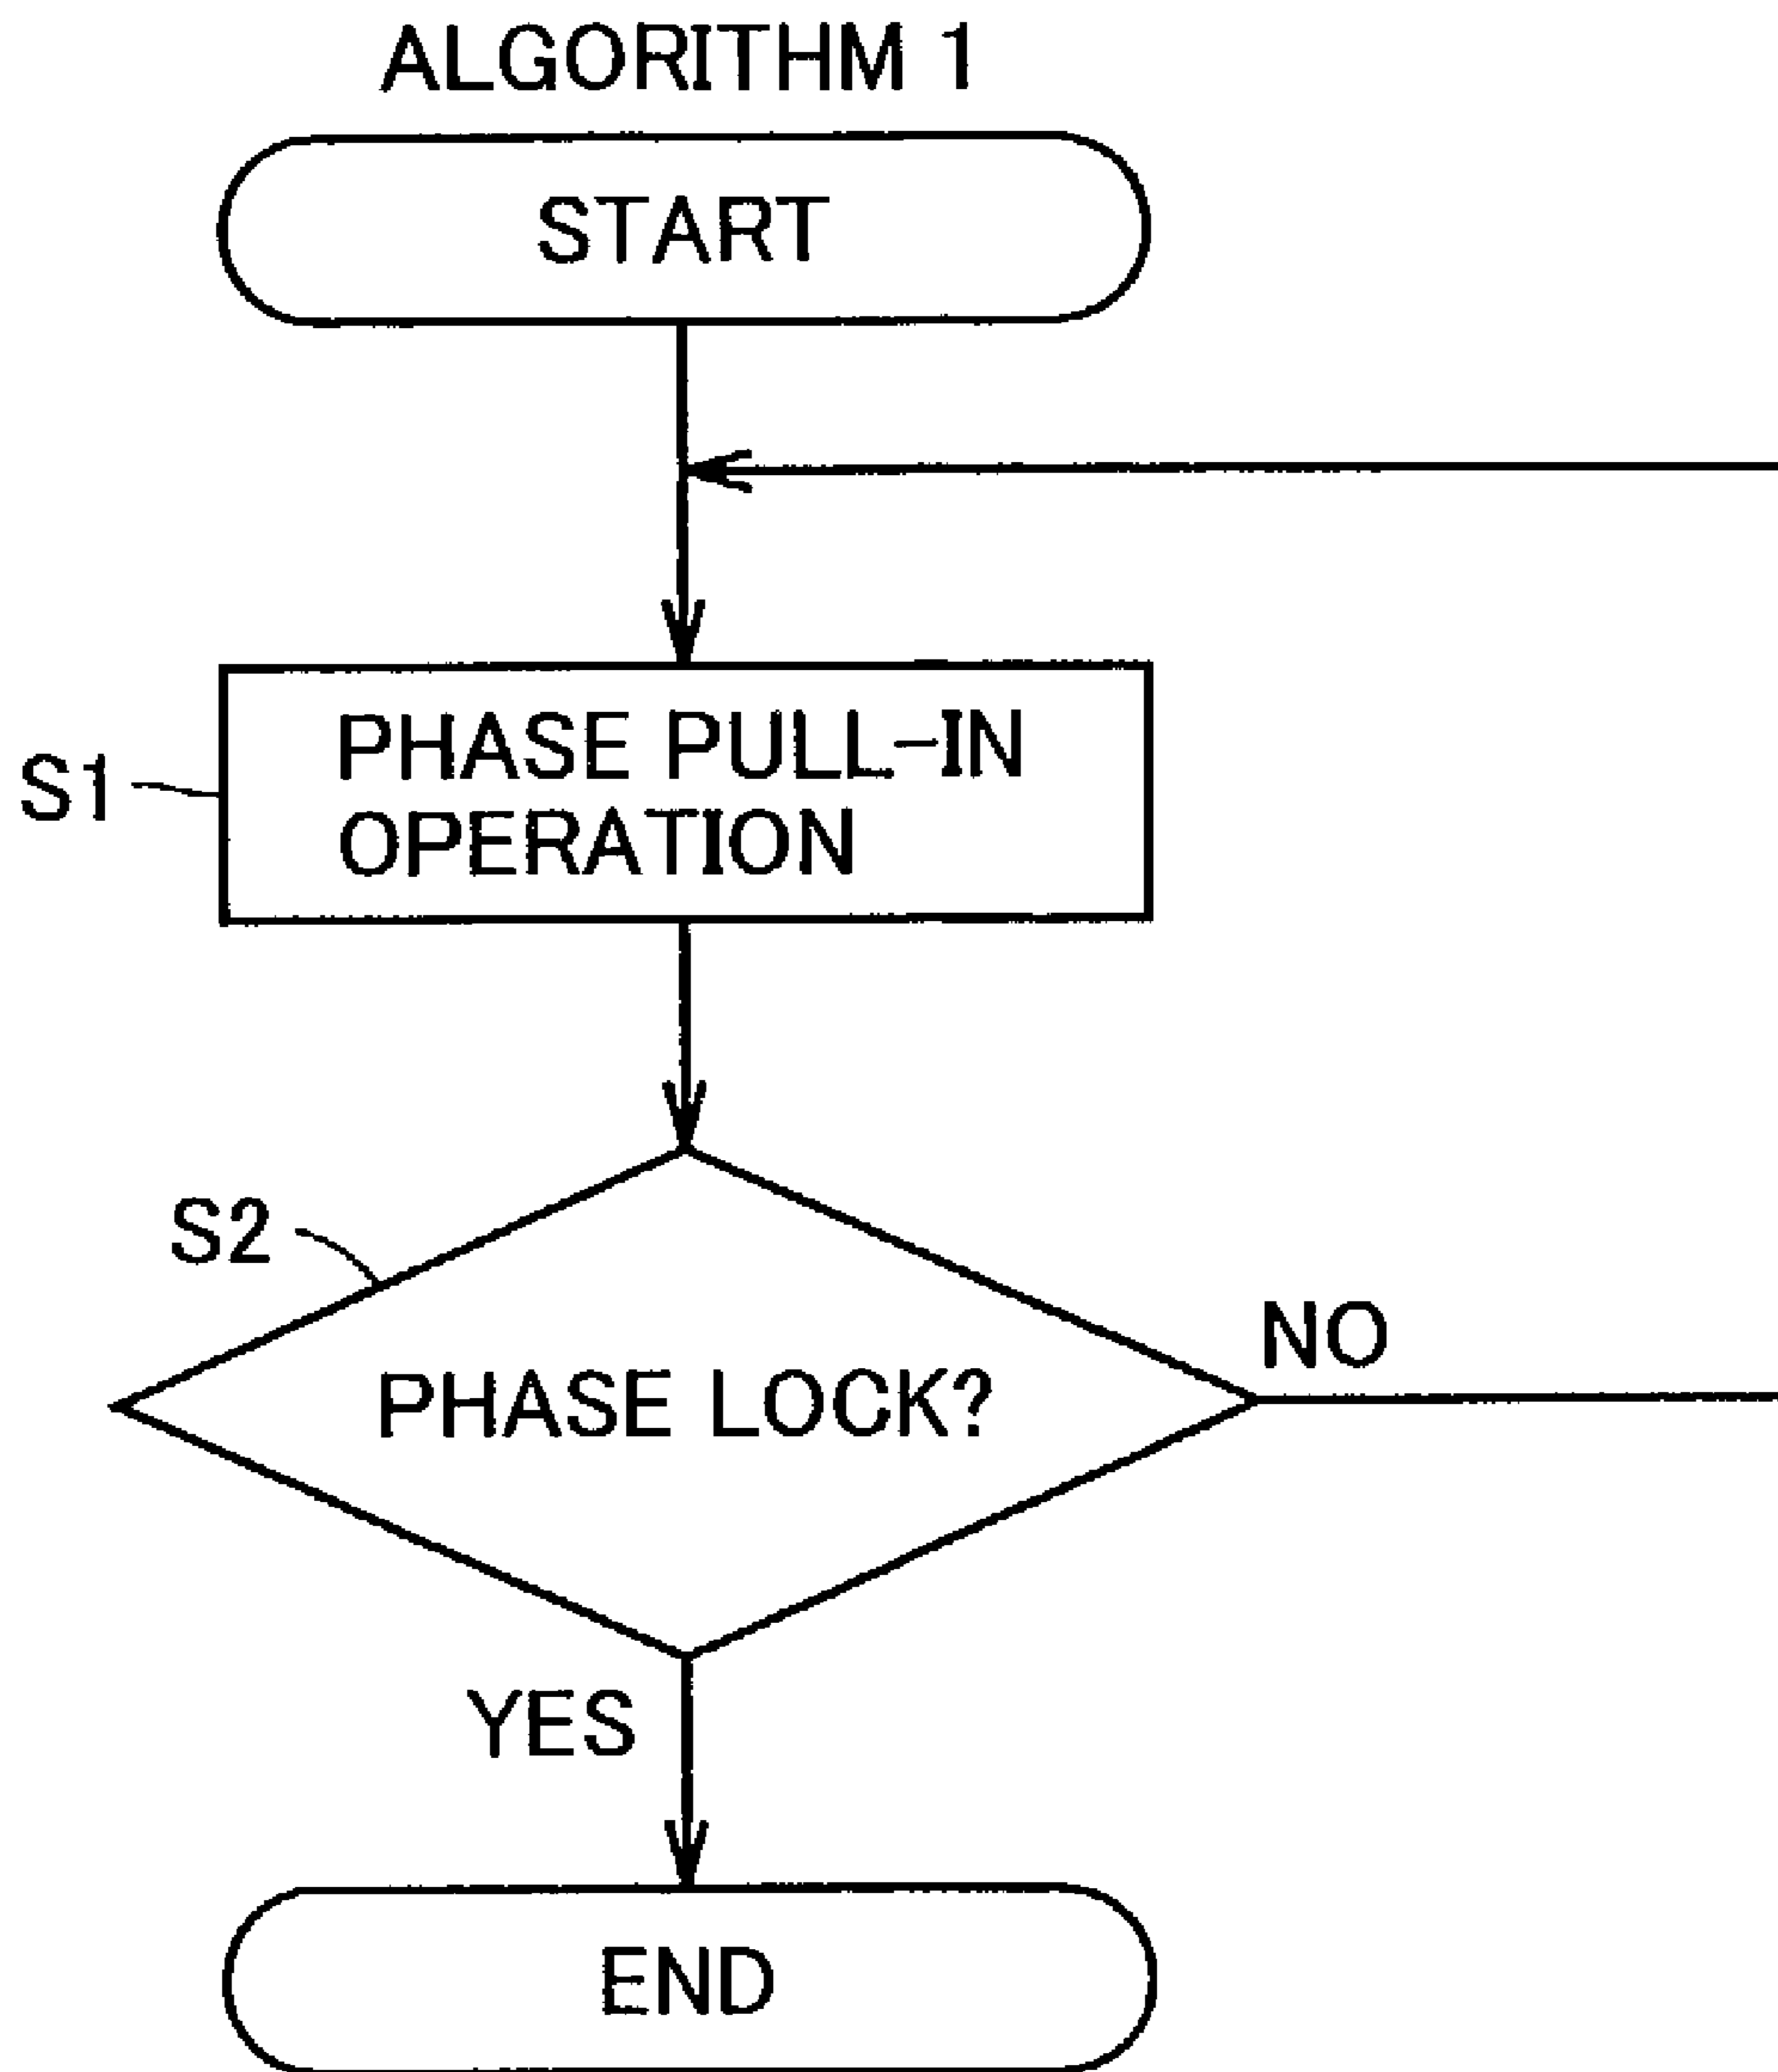 ALGORITHM 1
START
S1
PHASE PULL-IN
OPERATION
S2
PHASE LOCK?
NO
YES
END